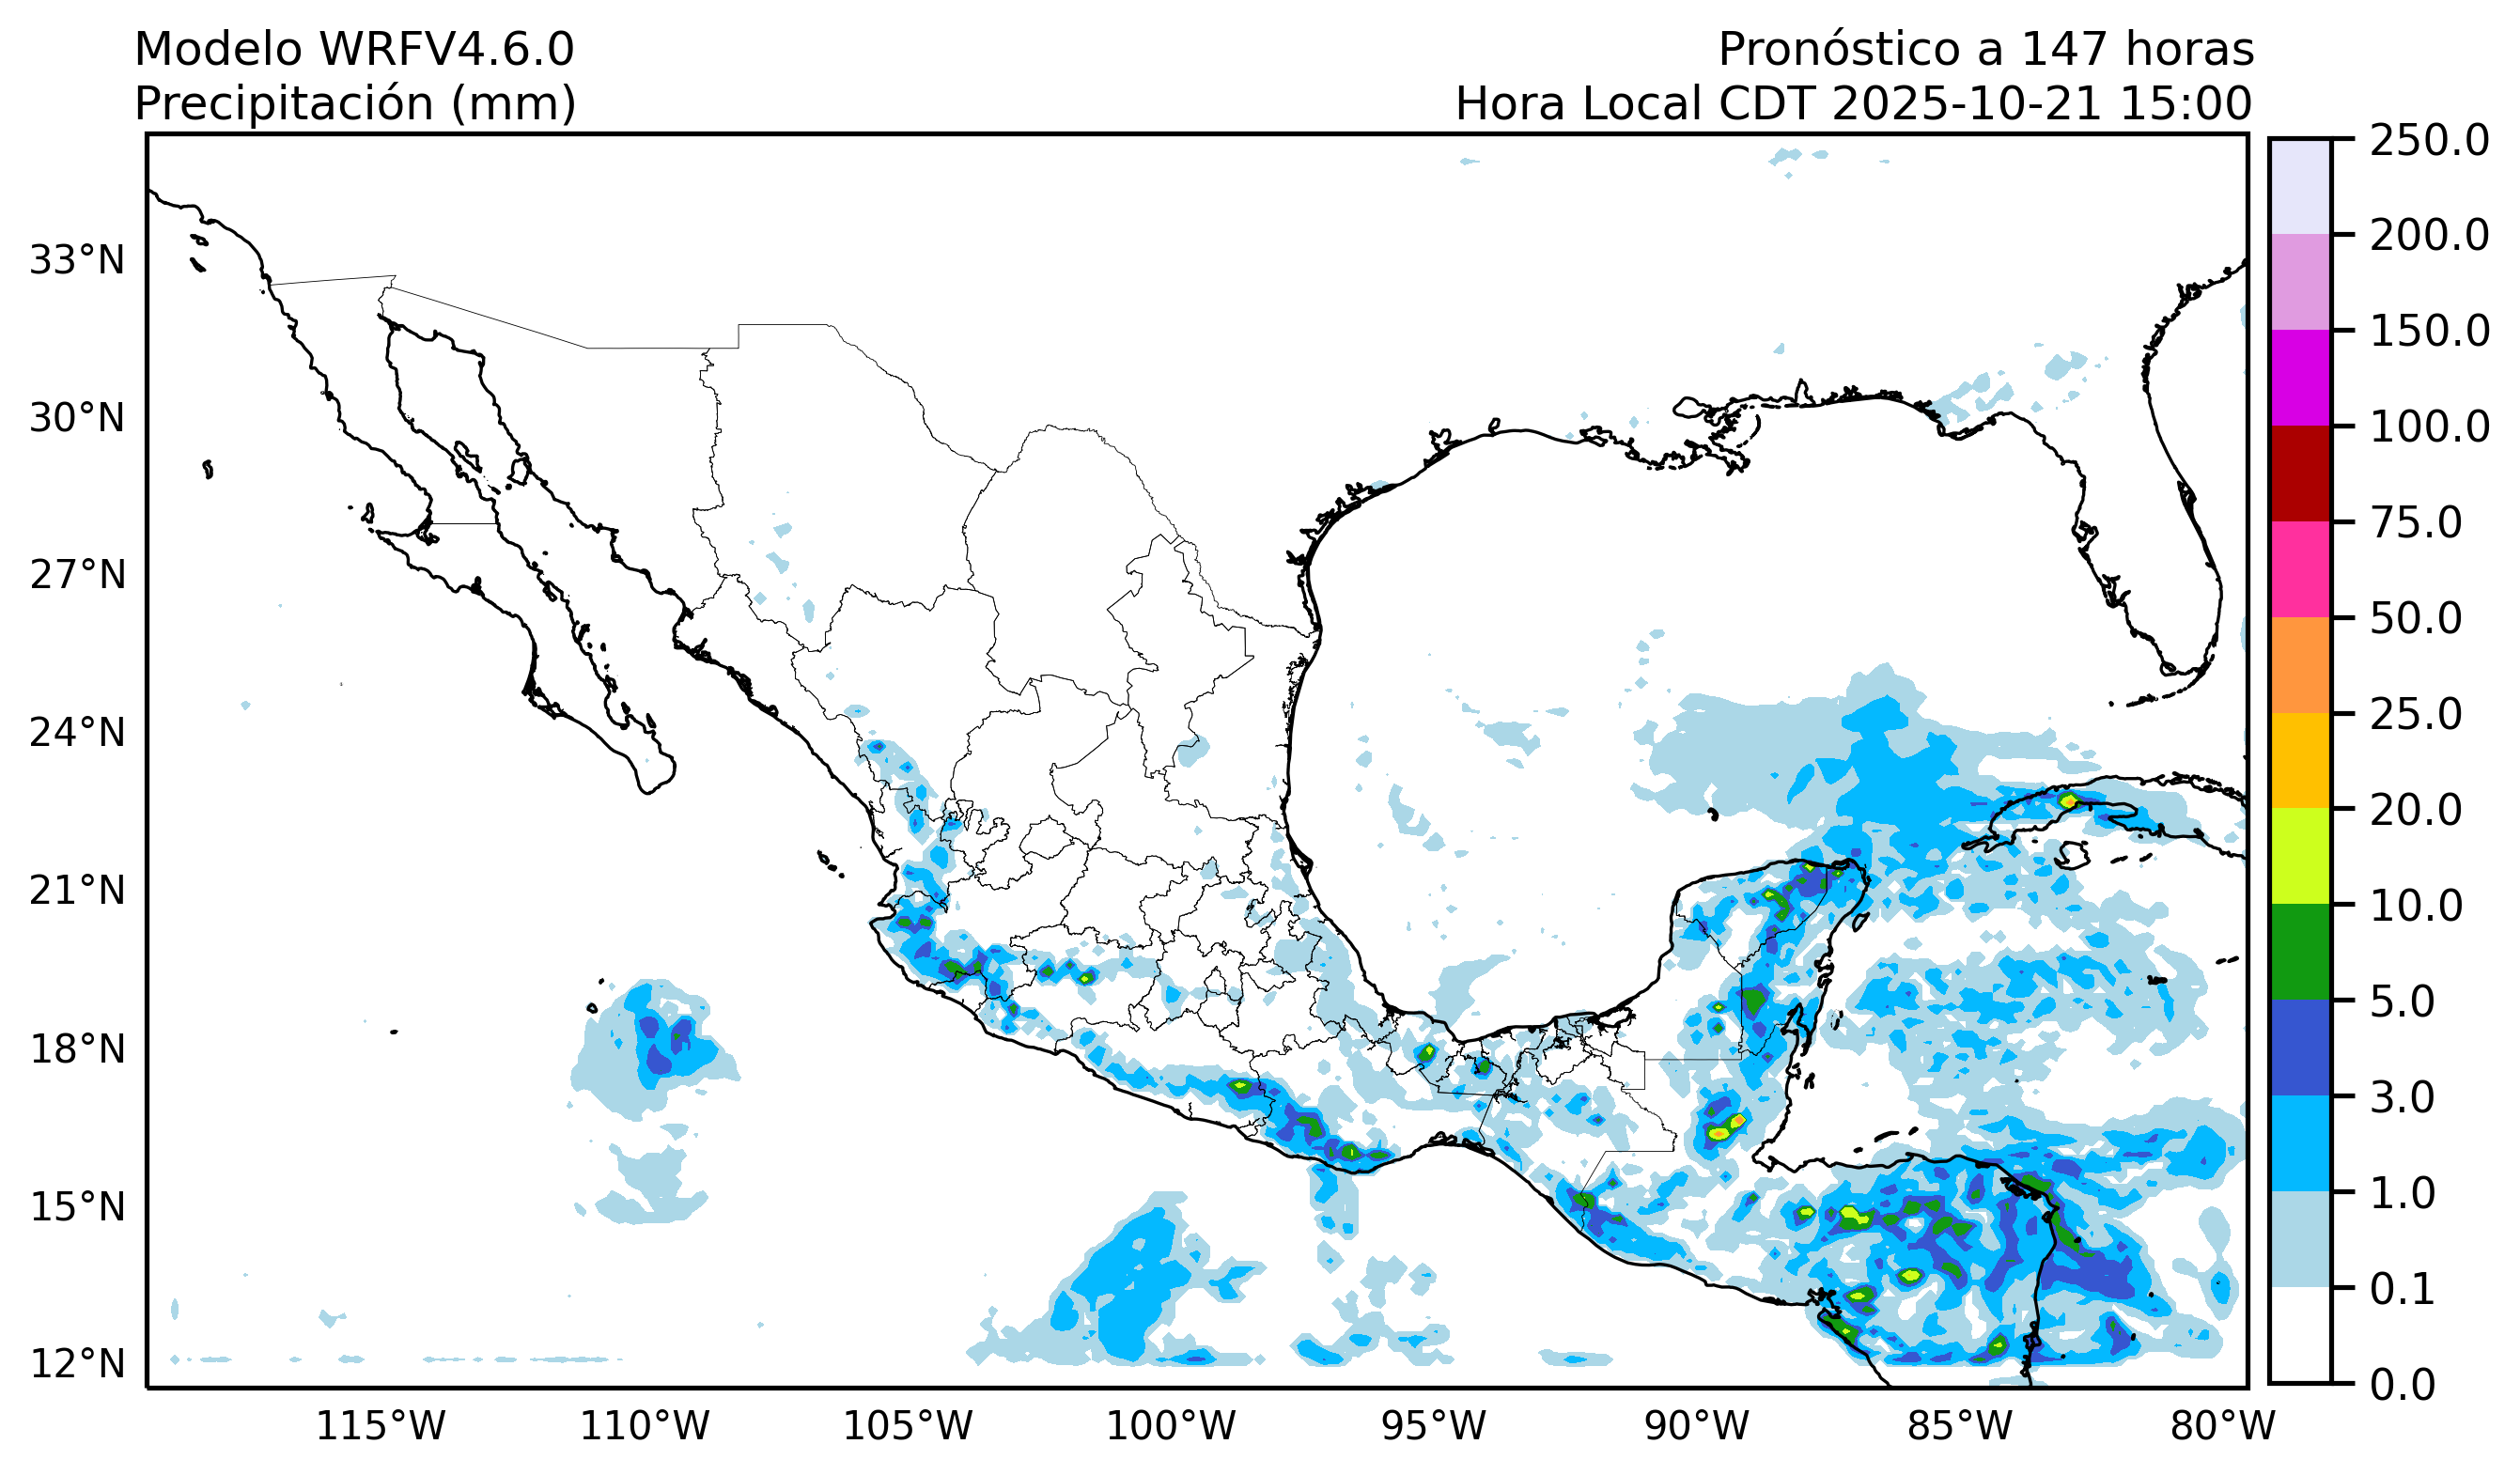 Modelo WRFV4.6.0
Precipitación (mm)
Pronóstico a 147 horas
Hora Local CDT 2025-10-21 15:00
33°N
30°N
27°N
24°N
21°N
18°N
15°N
12°N
115°W
110°W
105°W
100°W
95°W
90°W
85°W
80°W
250.0
200.0
150.0
100.0
75.0
50.0
25.0
20.0
10.0
5.0
3.0
1.0
0.1
0.0